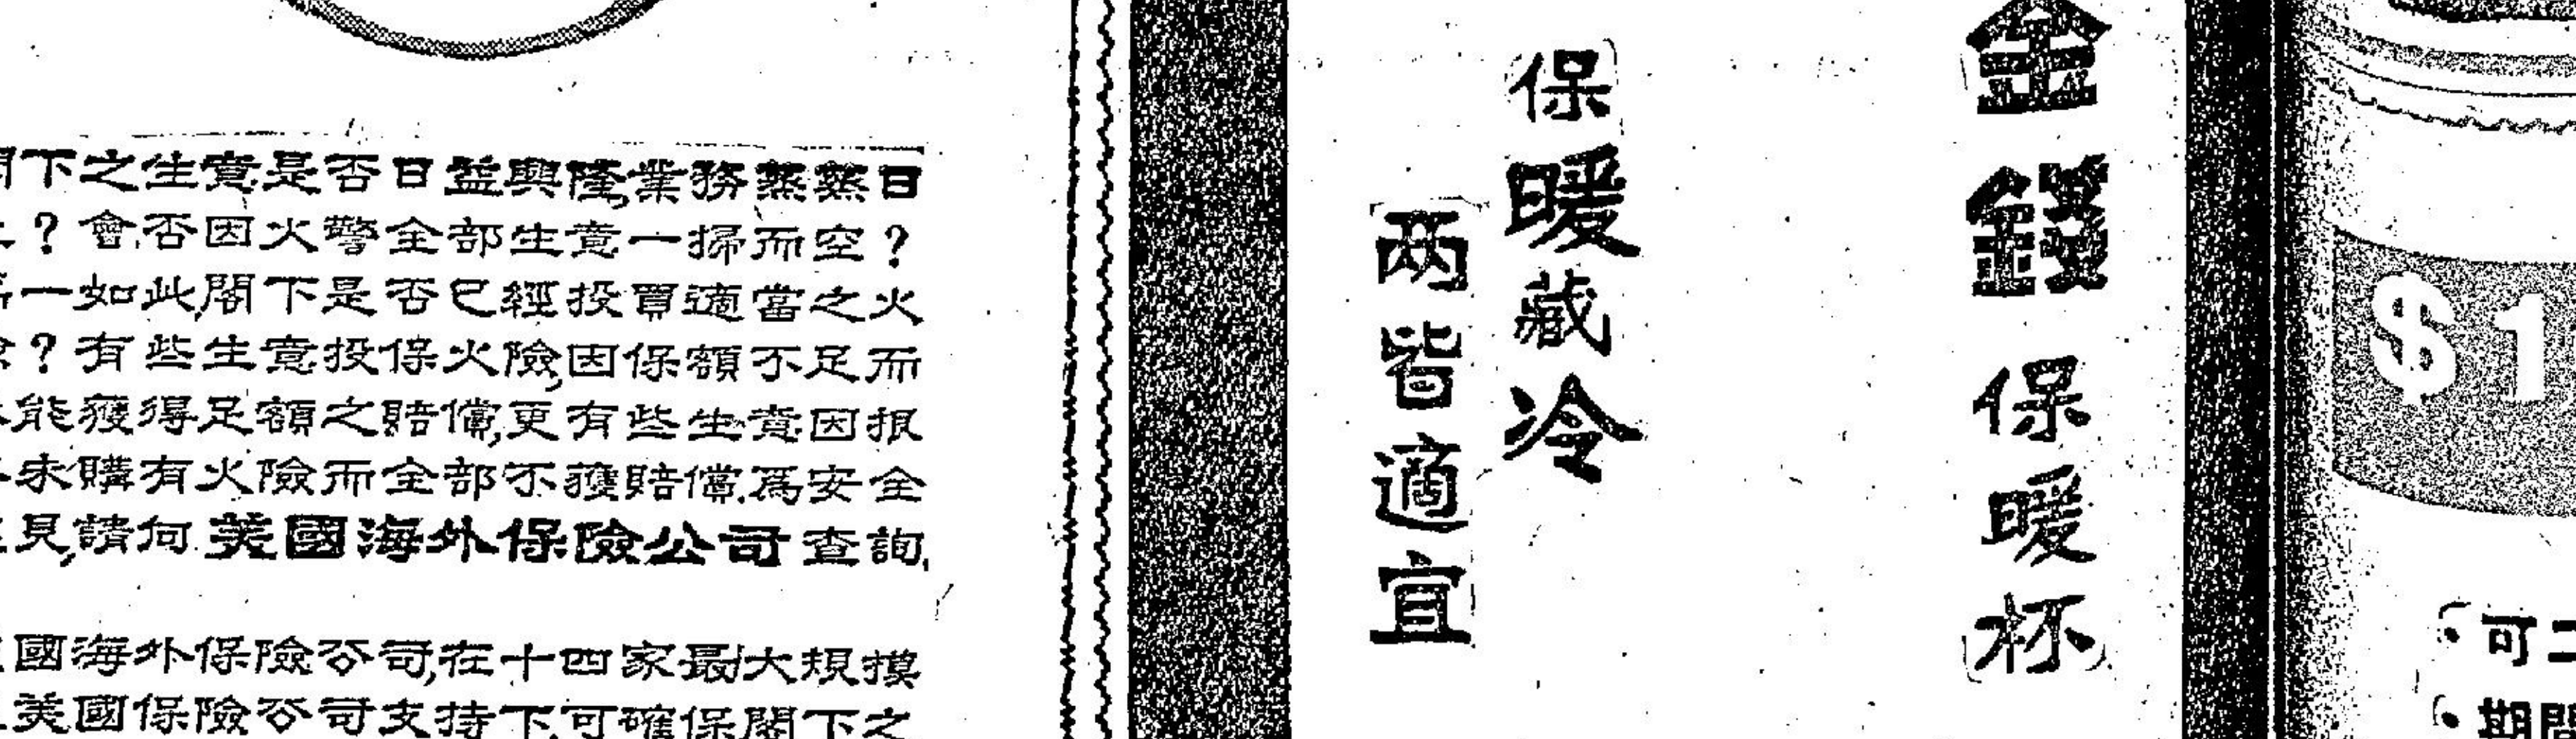 下之生意是否日益興隆,業務蒸蒸日
?會否因火警全部生意一掃而空?
一如此,閣下是否已經投買適當之火
?有些生意投保火險,因保額不足而
能獲得足額之賠償,更有些生意因根
未購有火險而全部不獲賠償.為安全
見,請向美國海外保險公司查詢.
國海外保險公司,在十四家最大規模
美國保險公司支持下,可確保閣下之
金錢保暖杯
保暖藏冷
两皆適宜
$1
•可二
•期間